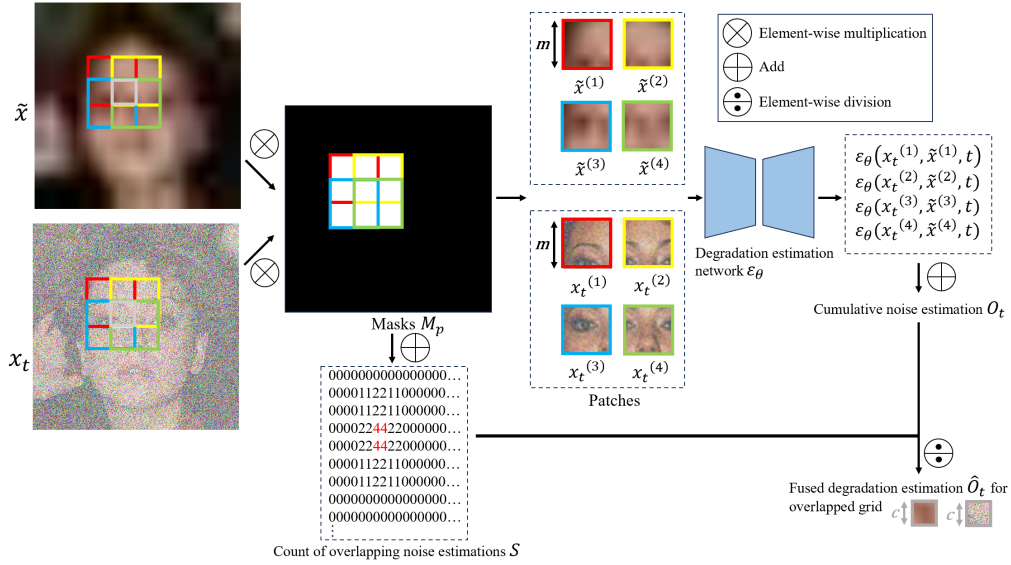 x̃
x_t
Masks M_p
0000000000000000…
0000112211000000…
0000112211000000…
0000224422000000…
0000224422000000…
0000112211000000…
0000112211000000…
0000000000000000…
0000000000000000…
⋮
Count of overlapping noise estimations S
m
x̃^(1) x̃^(2)
x̃^(3) x̃^(4)
m
x_t^(1) x_t^(2)
x_t^(3) x_t^(4)
Patches
Element-wise multiplication
Add
Element-wise division
Degradation estimation
network ε_θ
ε_θ(x_t^(1), x̃^(1), t)
ε_θ(x_t^(2), x̃^(2), t)
ε_θ(x_t^(3), x̃^(3), t)
ε_θ(x_t^(4), x̃^(4), t)
Cumulative noise estimation O_t
Fused degradation estimation Ô_t for
overlapped grid c c